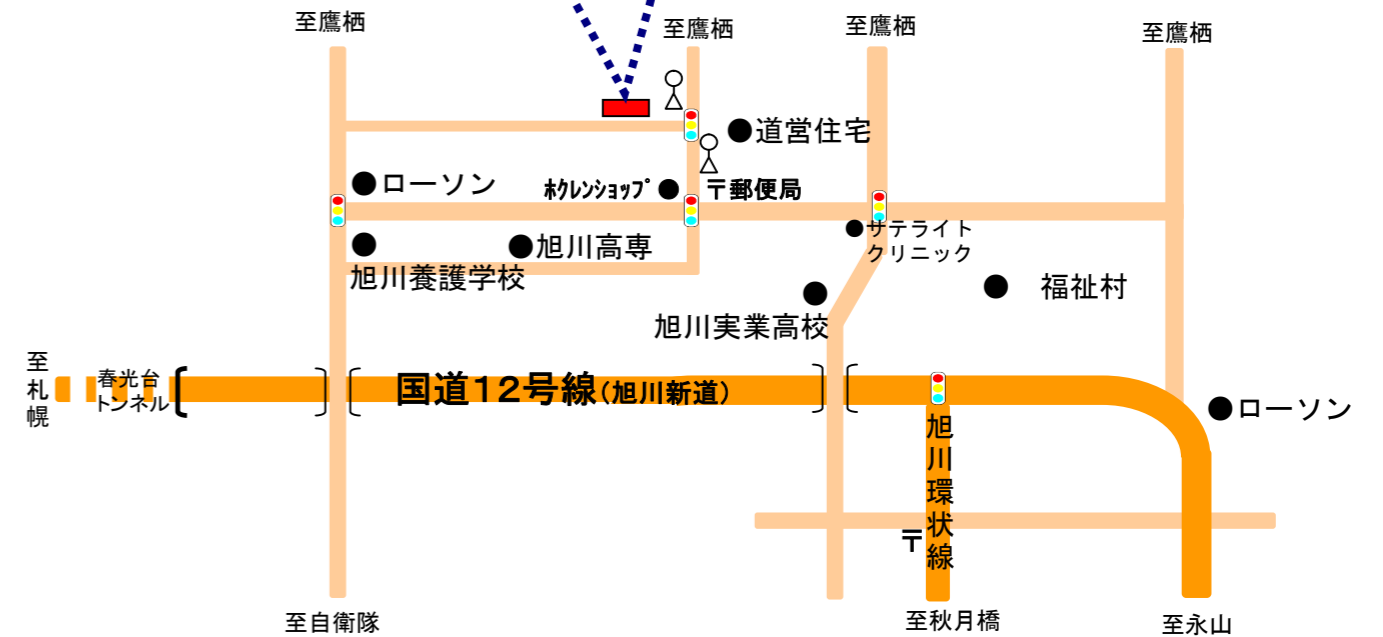 至鷹栖
至鷹栖
至鷹栖
至鷹栖
道営住宅
ローソン
ホクレンショップ
〒郵便局
サテライト
クリニック
旭川高専
旭川養護学校
福祉村
旭川実業高校
至札幌
春光台
トンネル
国道12号線(旭川新道)
ローソン
旭川環状線
〒
至自衛隊
至秋月橋
至永山